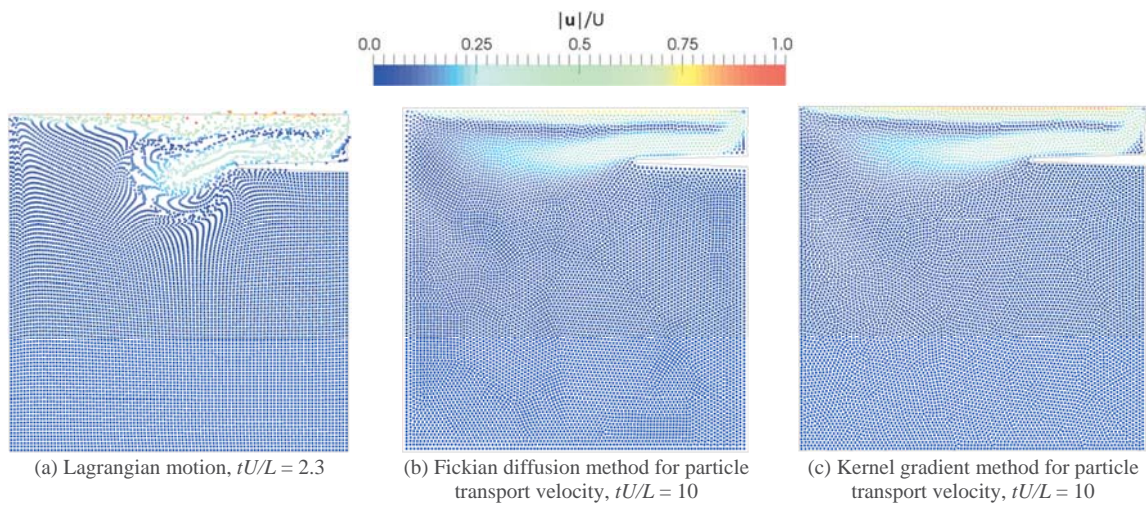 |u|/U
0.0 0.25 0.5 0.75 1.0
(a) Lagrangian motion, tU/L = 2.3
(b) Fickian diffusion method for particle
transport velocity, tU/L = 10
(c) Kernel gradient method for particle
transport velocity, tU/L = 10